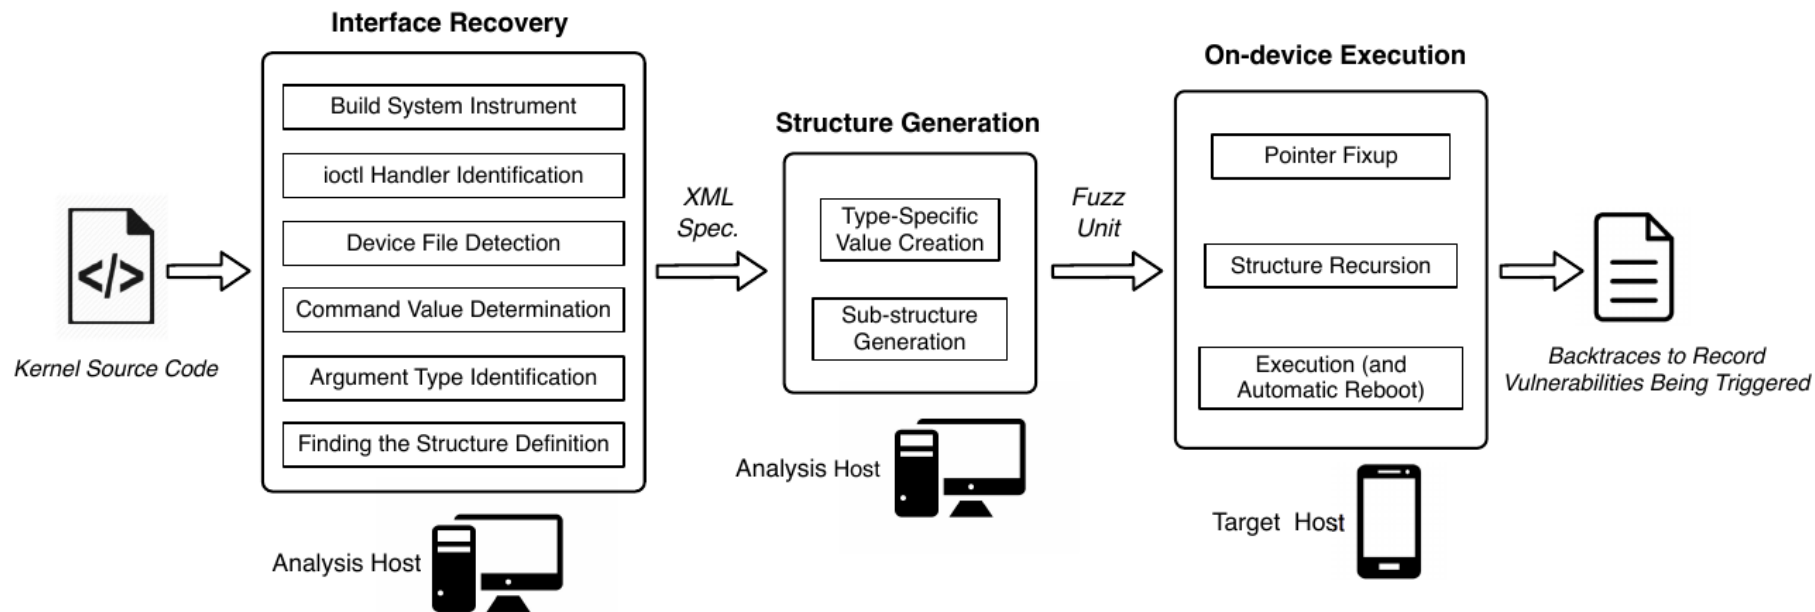 Interface Recovery
Build System Instrument
ioctl Handler Identification
Device File Detection
Command Value Determination
Argument Type Identification
Finding the Structure Definition
Analysis Host
</>
Kernel Source Code
XML
Spec.
Structure Generation
Type-Specific
Value Creation
Sub-structure
Generation
Analysis Host
Fuzz
Unit
On-device Execution
Pointer Fixup
Structure Recursion
Execution (and
Automatic Reboot)
Target Host
Backtraces to Record
Vulnerabilities Being Triggered